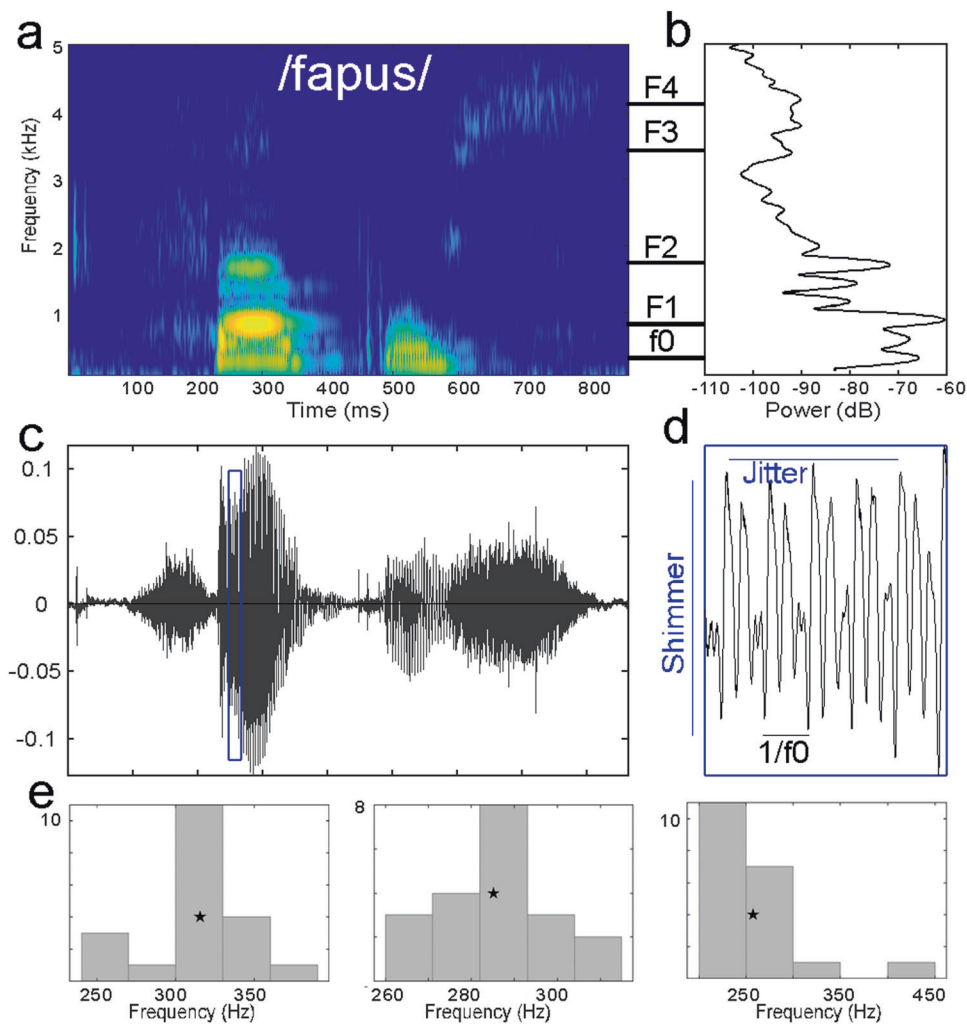 a
b
/fapus/
5
4
3
2
1
Frequency (kHz)
100 200 300 400 500 600 700 800
Time (ms)
F4
F3
F2
F1
f0
-110 -100 -90 -80 -70 -60
Power (dB)
c
d
0.1
0.05
0
-0.05
-0.1
Jitter
Shimmer
1/f0
e
10
250 300 350
Frequency (Hz)
8
260 280 300
Frequency (Hz)
10
250 350 450
Frequency (Hz)